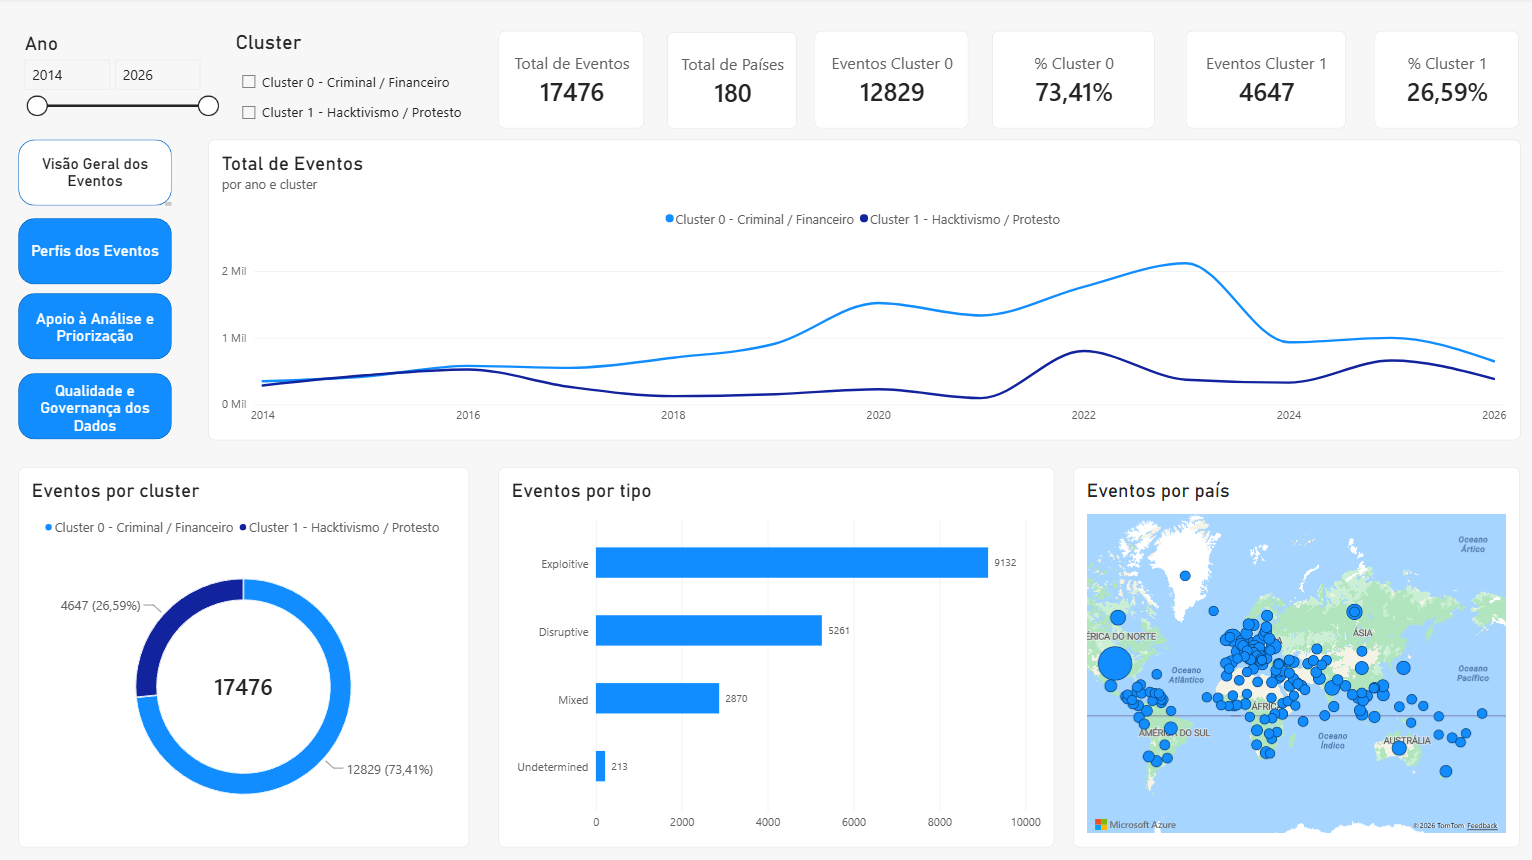 Ano
2014
2026
Cluster
Cluster 0 - Criminal / Financeiro
Cluster 1 - Hacktivismo / Protesto
Total de Eventos
17476
Total de Países
180
Eventos Cluster 0
12829
% Cluster 0
73,41%
Eventos Cluster 1
4647
% Cluster 1
26,59%
Visão Geral dos
Eventos
Perfis dos Eventos
Apoio à Análise e
Priorização
Qualidade e
Governança dos
Dados
Total de Eventos
por ano e cluster
Cluster 0 - Criminal / Financeiro Cluster 1 - Hacktivismo / Protesto
2 Mil
1 Mil
0 Mil
2014 2016 2018 2020 2022 2024 2026
Eventos por cluster
Cluster 0 - Criminal / Financeiro Cluster 1 - Hacktivismo / Protesto
4647 (26,59%)
17476
12829 (73,41%)
Eventos por tipo
Exploitive 9132
Disruptive 5261
Mixed 2870
Undetermined 213
0 2000 4000 6000 8000 10000
Eventos por país
Oceano
Ártico
ÉRICA DO NORTE
ÁSIA
Oceano
Atlântico
Oceano
Pacífico
ÁFRIC
AMÉRICA DO SUL
Oceano
Índico
AUSTRÁLIA
Microsoft Azure
©2026 TomTom Feedback